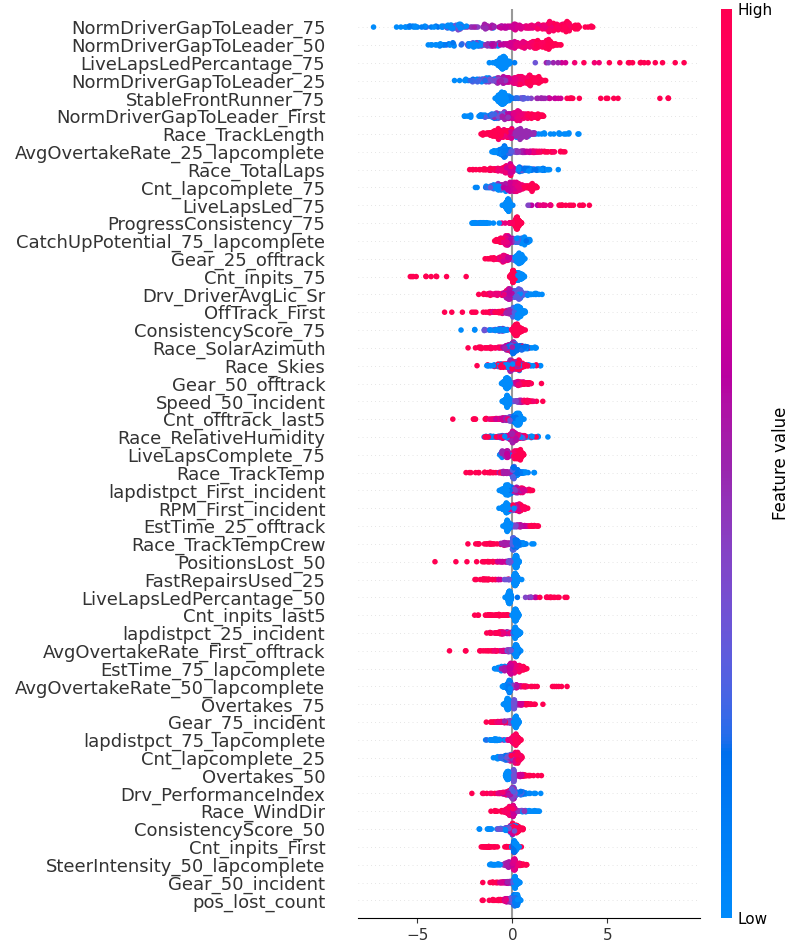 High
NormDriverGapToLeader_75
NormDriverGapToLeader_50
LiveLapsLedPercantage_75
NormDriverGapToLeader_25
StableFrontRunner_75
NormDriverGapToLeader_First
Race_TrackLength
AvgOvertakeRate_25_lapcomplete
Race_TotalLaps
Cnt_lapcomplete_75
LiveLapsLed_75
ProgressConsistency_75
CatchUpPotential_75_lapcomplete
Gear_25_offtrack
Cnt_inpits_75
Drv_DriverAvgLic_Sr
OffTrack_First
ConsistencyScore_75
Race_SolarAzimuth
Race_Skies
Gear_50_offtrack
Speed_50_incident
Cnt_offtrack_last5
Race_RelativeHumidity
LiveLapsComplete_75
Race_TrackTemp
lapdistpct_First_incident
RPM_First_incident
EstTime_25_offtrack
Race_TrackTempCrew
PositionsLost_50
FastRepairsUsed_25
LiveLapsLedPercantage_50
Cnt_inpits_last5
lapdistpct_25_incident
AvgOvertakeRate_First_offtrack
EstTime_75_lapcomplete
AvgOvertakeRate_50_lapcomplete
Overtakes_75
Gear_75_incident
lapdistpct_75_lapcomplete
Cnt_lapcomplete_25
Overtakes_50
Drv_PerformanceIndex
Race_WindDir
ConsistencyScore_50
Cnt_inpits_First
SteerIntensity_50_lapcomplete
Gear_50_incident
pos_lost_count
Feature value
Low
−5 0 5